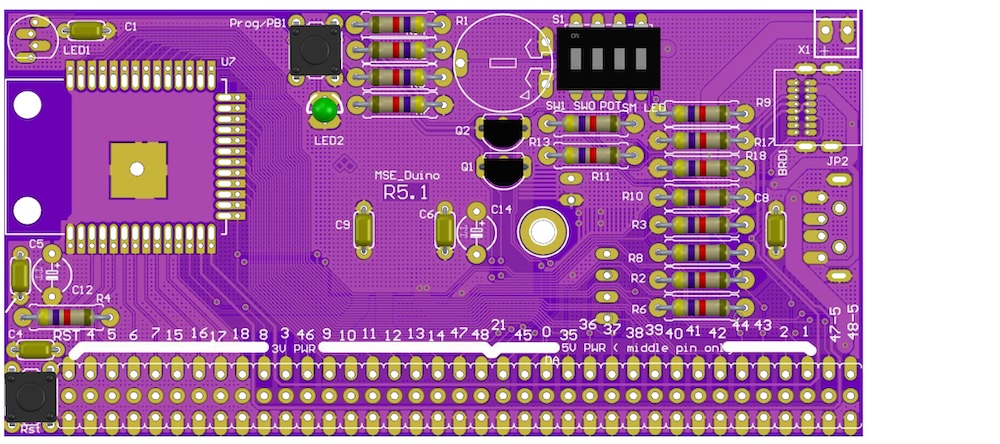 Prog/PB1
R1
S1
C1
LED1
X1
+ −
U7
ON
SW1 SW0 POT SM LED
R9
LED2
Q2
R13
R17
BRD1
R18
JP2
Q1
MSE_Duino
R11
R5.1
R10
C8
C6
C14
C9
R3
C5
R8
C12
R2
R4
R6
C4
RST 4 5 6 7 15 16 17 18 8 3 46 9 10 11 12 13 14 47 48 21 45 0 35 36 37 38 39 40 41 42 44 43 2 1 47-5 48-5
3V PWR
5V PWR ( middle pin only
Rst